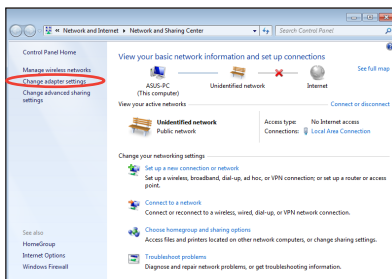 Network and Internet ▸ Network and Sharing Center
Search Control Panel
Control Panel Home
Manage wireless networks
Change adapter settings
Change advanced sharing
settings
View your basic network information and set up connections
See full map
ASUS-PC
(This computer)
Unidentified network
Internet
View your active networks
Connect or disconnect
Unidentified network
Public network
Access type: No Internet access
Connections: Local Area Connection
Change your networking settings
Set up a new connection or network
Set up a wireless, broadband, dial-up, ad hoc, or VPN connection; or set up a router or access
point.
Connect to a network
Connect or reconnect to a wireless, wired, dial-up, or VPN network connection.
Choose homegroup and sharing options
Access files and printers located on other network computers, or change sharing settings.
Troubleshoot problems
Diagnose and repair network problems, or get troubleshooting information.
See also
HomeGroup
Internet Options
Windows Firewall